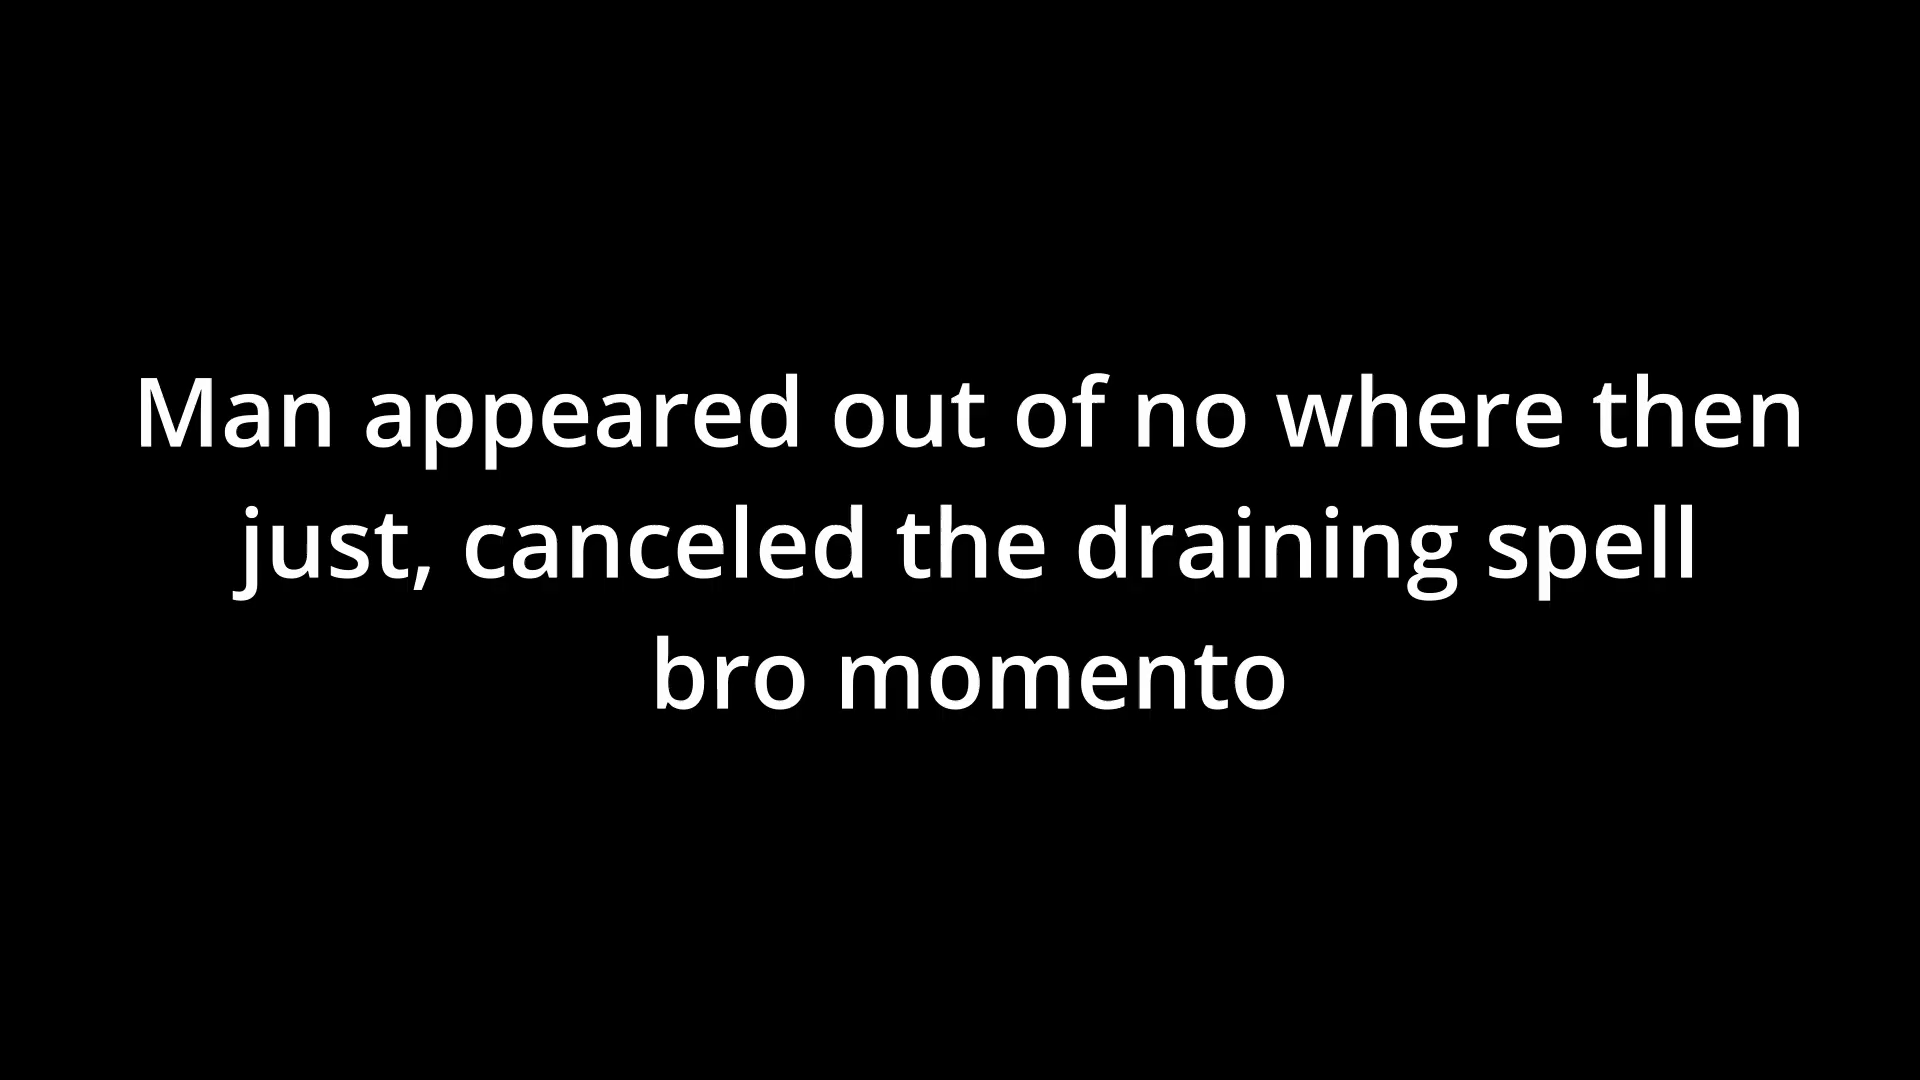 Man appeared out of no where then
just, canceled the draining spell
bro momento